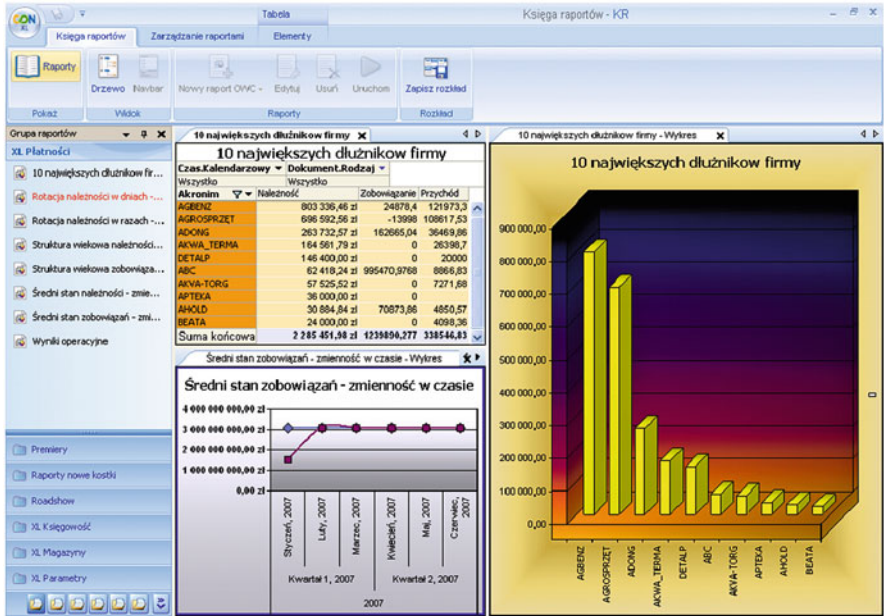 CON
XL
Tabela
Księga raportów - KR
Księga raportów
Zarządzanie raportami
Elementy
Raporty
Drzewo
Navbar
Nowy raport OWC -
Edytuj
Usuń
Uruchom
Zapisz rozkład
Pokaż
Widok
Raporty
Rozkład
Grupa raportów
XL Płatności
10 największych dłużnikow fir...
Rotacja należności w dniach -...
Rotacja należności w razach -...
Struktura wiekowa należności...
Struktura wiekowa zobowiąza...
Średni stan należności - zmie...
Średni stan zobowiązań - zmi...
Wyniki operacyjne
Premiery
Raporty nowe kostki
Roadshow
XL Księgowość
XL Magazyny
XL Parametry
10 największych dłużnikow firmy
10 największych dłużnikow firmy
Czas.Kalendarzowy Dokument.Rodzaj
Wszystko Wszystko
Akronim Należność Zobowiązanie Przychód
AGBENZ 803 336,46 zł 24878,4 121973,3
AGROSPRZĘT 696 592,56 zł -13998 108617,53
ADONG 263 732,57 zł 162665,04 36469,86
AKWA_TERMA 164 561,79 zł 0 26398,7
DETALP 146 400,00 zł 0 20000
ABC 62 418,24 zł 995470,9768 8866,83
AKVA-TORG 57 525,52 zł 0 7271,68
APTEKA 36 000,00 zł 0
AHOLD 30 884,84 zł 70873,86 4850,57
BEATA 24 000,00 zł 0 4098,36
Suma końcowa 2 285 451,98 zł 1239890,277 338546,83
Średni stan zobowiązań - zmienność w czasie - Wykres
Średni stan zobowiązań - zmienność w czasie
4 000 000 000,00 zł
3 000 000 000,00 zł
2 000 000 000,00 zł
1 000 000 000,00 zł
0,00 zł
Styczeń, 2007
Luty, 2007
Marzec, 2007
Kwiecień, 2007
Maj, 2007
Czerwiec, 2007
Kwartał 1, 2007
Kwartał 2, 2007
2007
10 największych dłużnikow firmy - Wykres
10 największych dłużnikow firmy
900 000,00
800 000,00
700 000,00
600 000,00
500 000,00
400 000,00
300 000,00
200 000,00
100 000,00
0,00
AGBENZ
AGROSPRZĘT
ADONG
AKWA_TERMA
DETALP
ABC
AKVA-TORG
APTEKA
AHOLD
BEATA